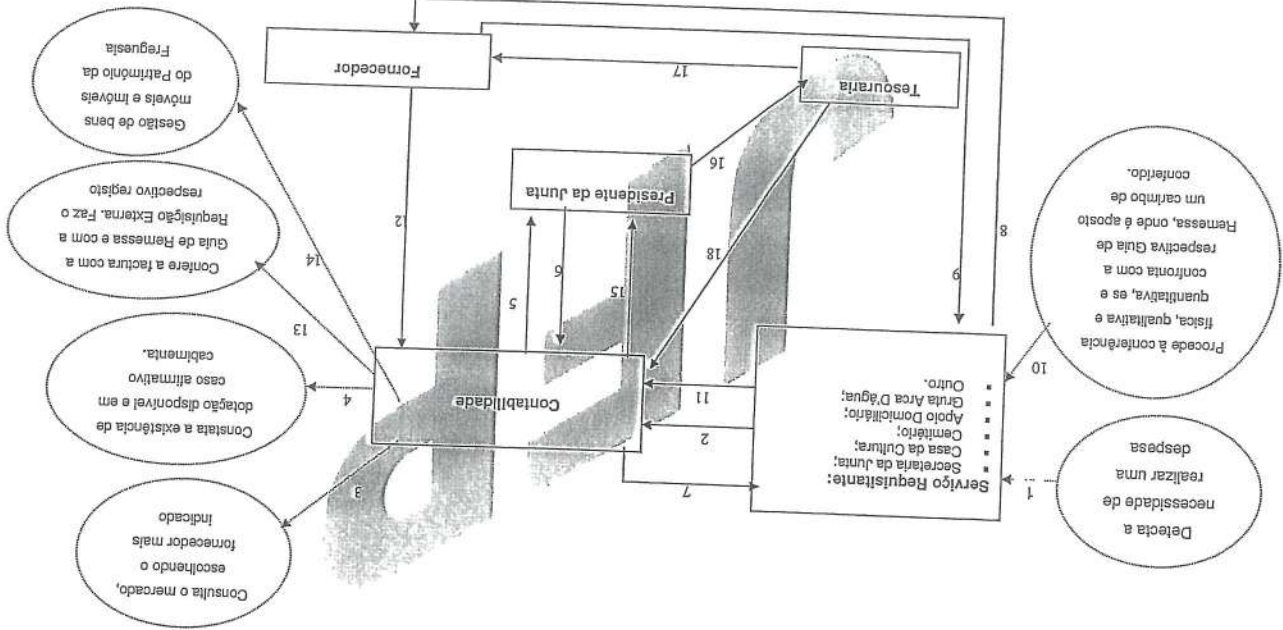 Detecta a
necessidade de
realizar uma
despesa
1
Serviço Requisitante:
▪ Secretaria da Junta;
▪ Casa da Cultura;
▪ Cemitério;
▪ Apolo Domiciliário;
▪ Gruta Arca D'água;
▪ Outro.
7
2
11
Contabilidade
3
Consulta o mercado,
escolhendo o
fornecedor mais
indicado
4
Constata a existência de
dotação disponível e em
caso afirmativo
cabimenta.
13
Confere a factura com a
Guia de Remessa e com a
Requisição Externa. Faz o
respectivo registo
14
Gestão de bens
móveis e Imóveis
do Património da
Freguesia
10
Procede à conferência
física, qualitativa e
quantitativa, es e
confronta com a
respectiva Guia de
Remessa, onde é aposto
um carimbo de
conferido.
8
9
18
15
6
5
12
Presidente da Junta
16
Tesouraria
17
Fornecedor